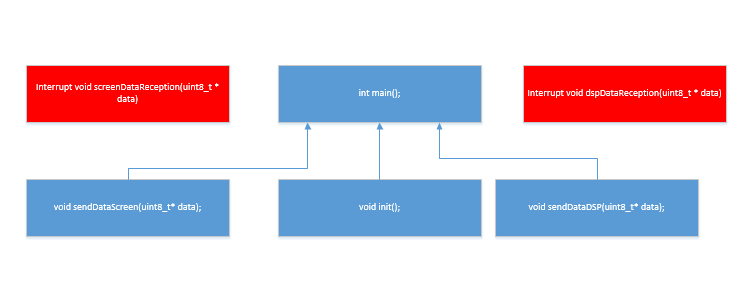 Interrupt void screenDataReception(uint8_t *
data)
int main();
Interrupt void dspDataReception(uint8_t * data)
void sendDataScreen(uint8_t* data);
void init();
void sendDataDSP(uint8_t* data);